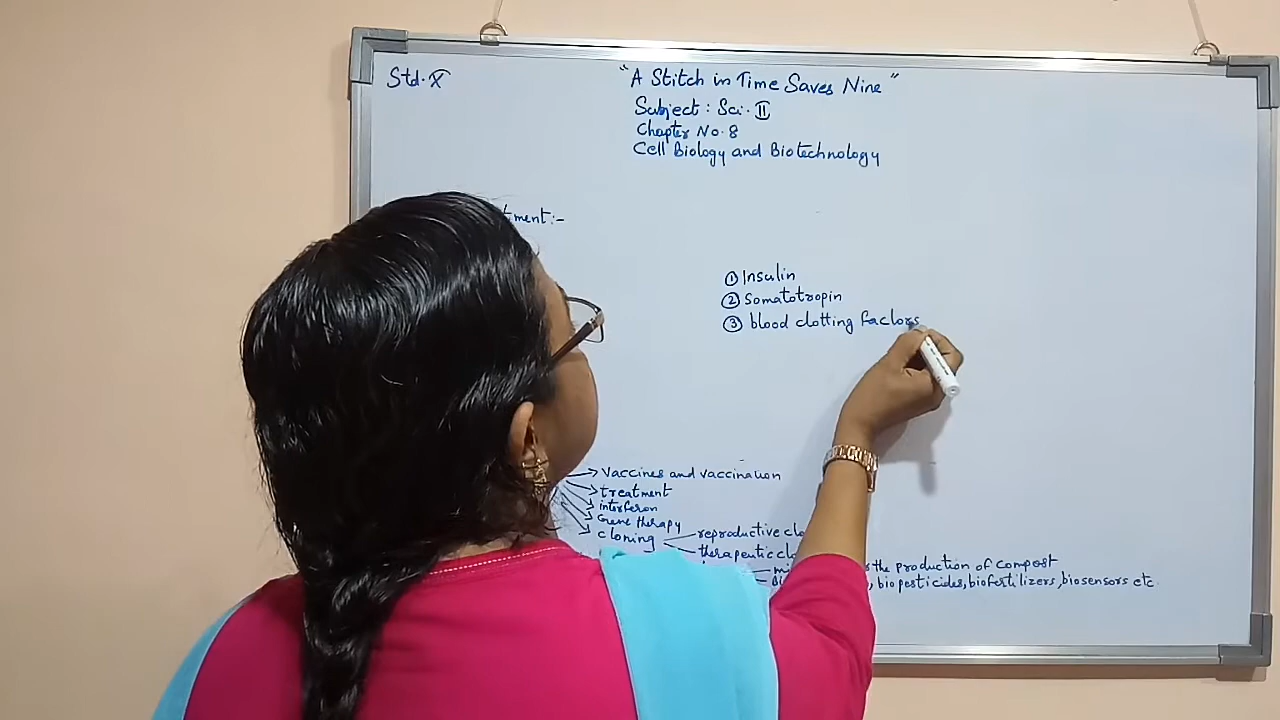 Std. X
"A Stitch in Time Saves Nine"
Subject : Sci. II
Chapter No. 8
Cell Biology and Biotechnology
tment:-
① Insulin
② Somatotropin
③ blood clotting factors
→ Vaccines and vaccination
→ treatment
→ interferon
→ Gene therapy
→ cloning
reproductive clo
therapeutic clo
the production of compost
, biopesticides, biofertilizers, biosensors etc.